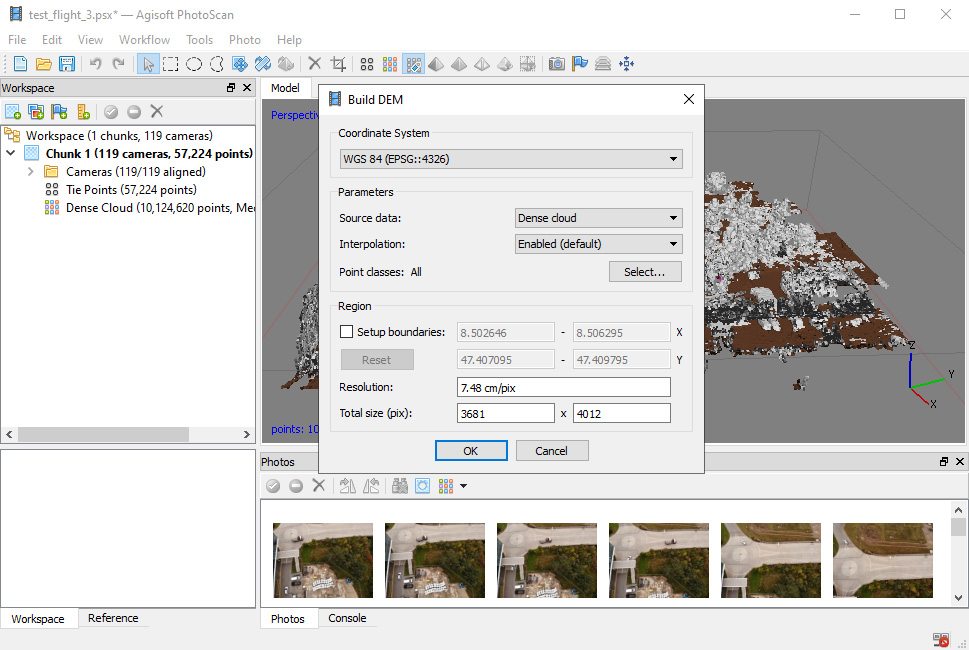 test_flight_3.psx* — Agisoft PhotoScan
File Edit View Workflow Tools Photo Help
Workspace
Workspace (1 chunks, 119 cameras)
Chunk 1 (119 cameras, 57,224 points)
Cameras (119/119 aligned)
Tie Points (57,224 points)
Dense Cloud (10,124,620 points, Me
Model
Perspectiv
points: 10
Build DEM
Coordinate System
WGS 84 (EPSG::4326)
Parameters
Source data: Dense cloud
Interpolation: Enabled (default)
Point classes: All Select...
Region
Setup boundaries: 8.502646 - 8.506295 X
Reset 47.407095 - 47.409795 Y
Resolution: 7.48 cm/pix
Total size (pix): 3681 x 4012
OK Cancel
Z
Y
X
Photos
Workspace Reference
Photos Console